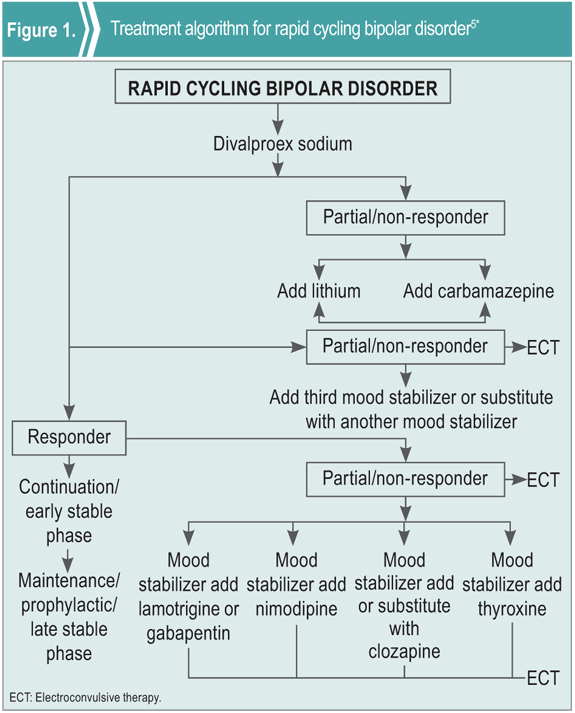 Figure 1.
Treatment algorithm for rapid cycling bipolar disorder5*
RAPID CYCLING BIPOLAR DISORDER
Divalproex sodium
Partial/non-responder
Add lithium
Add carbamazepine
Partial/non-responder
ECT
Add third mood stabilizer or substitute
with another mood stabilizer
Responder
Partial/non-responder
ECT
Continuation/
early stable
phase
Maintenance/
prophylactic/
late stable
phase
Mood
stabilizer add
lamotrigine or
gabapentin
Mood
stabilizer add
nimodipine
Mood
stabilizer add
or substitute
with
clozapine
Mood
stabilizer add
thyroxine
ECT
ECT: Electroconvulsive therapy.